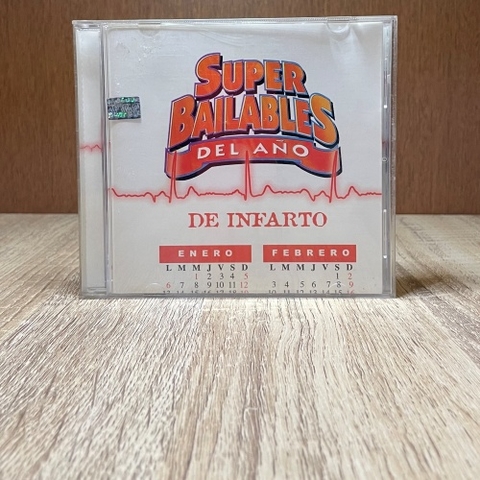 SUPER
BAILABLES
DEL AÑO
DE INFARTO
ENERO FEBRERO
L M M J V S D L M M J V S D
1 2 3 4 5 1 2
6 7 8 9 10 11 12 3 4 5 6 7 8 9